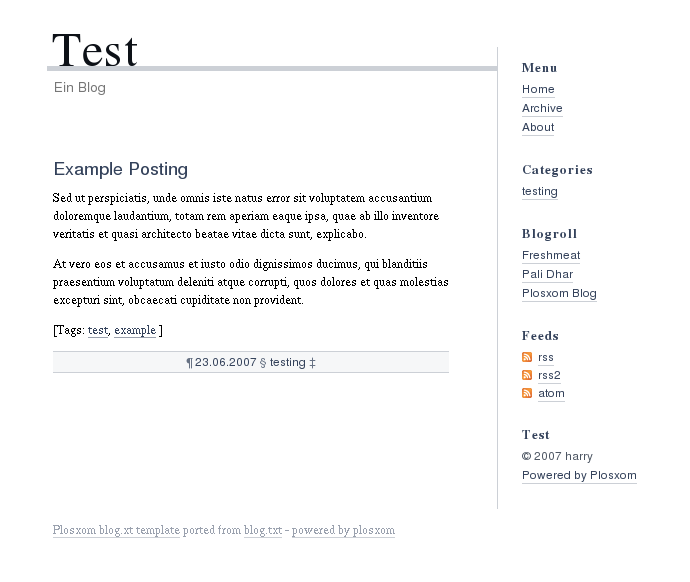 Test
Ein Blog
Example Posting
Sed ut perspiciatis, unde omnis iste natus error sit voluptatem accusantium
doloremque laudantium, totam rem aperiam eaque ipsa, quae ab illo inventore
veritatis et quasi architecto beatae vitae dicta sunt, explicabo.
At vero eos et accusamus et iusto odio dignissimos ducimus, qui blanditiis
praesentium voluptatum deleniti atque corrupti, quos dolores et quas molestias
excepturi sint, obcaecati cupiditate non provident.
[Tags: test, example ]
¶ 23.06.2007 § testing ‡
Menu
Home
Archive
About
Categories
testing
Blogroll
Freshmeat
Pali Dhar
Plosxom Blog
Feeds
rss
rss2
atom
Test
© 2007 harry
Powered by Plosxom
Plosxom blog.xt template ported from blog.txt - powered by plosxom